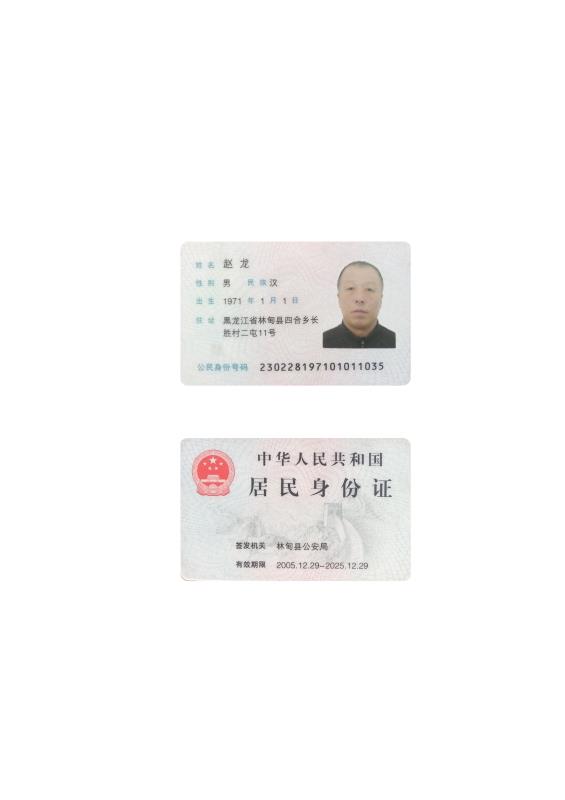 姓名 赵龙
性别 男 民族 汉
出生 1971 年 1 月 1 日
住址 黑龙江省林甸县四合乡长
胜村二屯11号
公民身份号码 230228197101011035
中华人民共和国
居民身份证
签发机关 林甸县公安局
有效期限 2005.12.29-2025.12.29